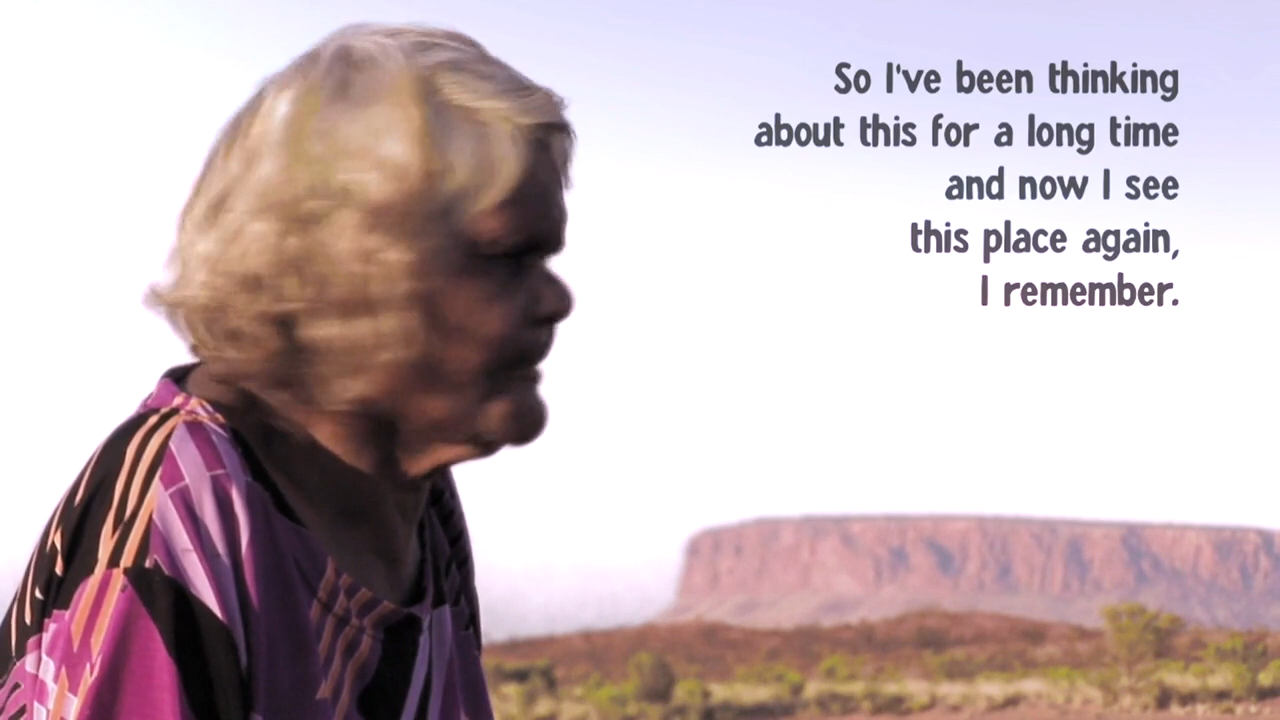 So I've been thinking
about this for a long time
and now I see
this place again,
I remember.